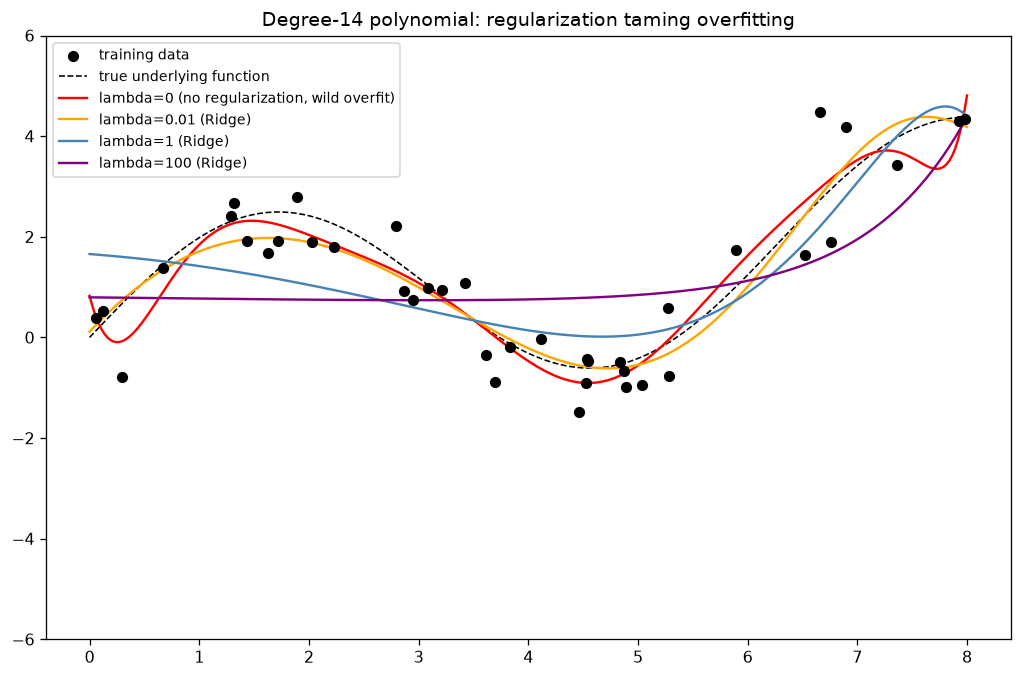 Degree-14 polynomial: regularization taming overfitting
training data
true underlying function
lambda=0 (no regularization, wild overfit)
lambda=0.01 (Ridge)
lambda=1 (Ridge)
lambda=100 (Ridge)
6
4
2
0
−2
−4
−6
0 1 2 3 4 5 6 7 8